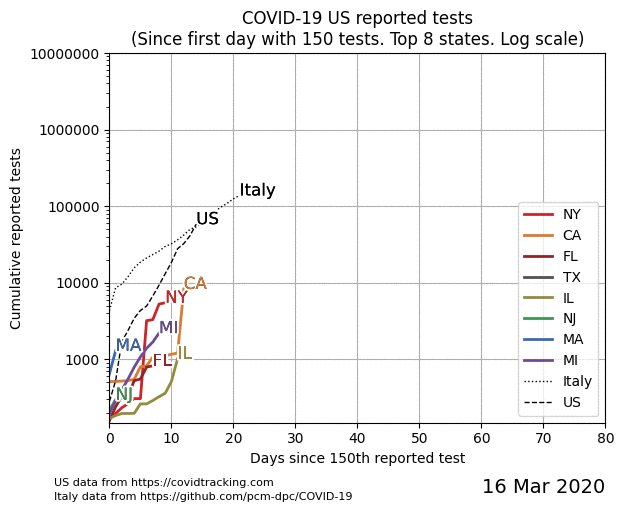 COVID-19 US reported tests
(Since first day with 150 tests. Top 8 states. Log scale)
Cumulative reported tests
10000000
1000000
100000
10000
1000
Italy
US
CA
NY
MI
MA
FL
IL
NJ
NY
CA
FL
TX
IL
NJ
MA
MI
Italy
US
0 10 20 30 40 50 60 70 80
Days since 150th reported test
US data from https://covidtracking.com
Italy data from https://github.com/pcm-dpc/COVID-19
16 Mar 2020